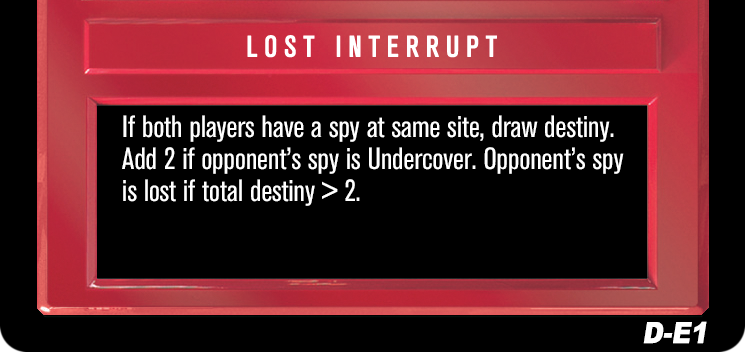 LOST INTERRUPT
If both players have a spy at same site, draw destiny.
Add 2 if opponent’s spy is Undercover. Opponent’s spy
is lost if total destiny > 2.
D-E1